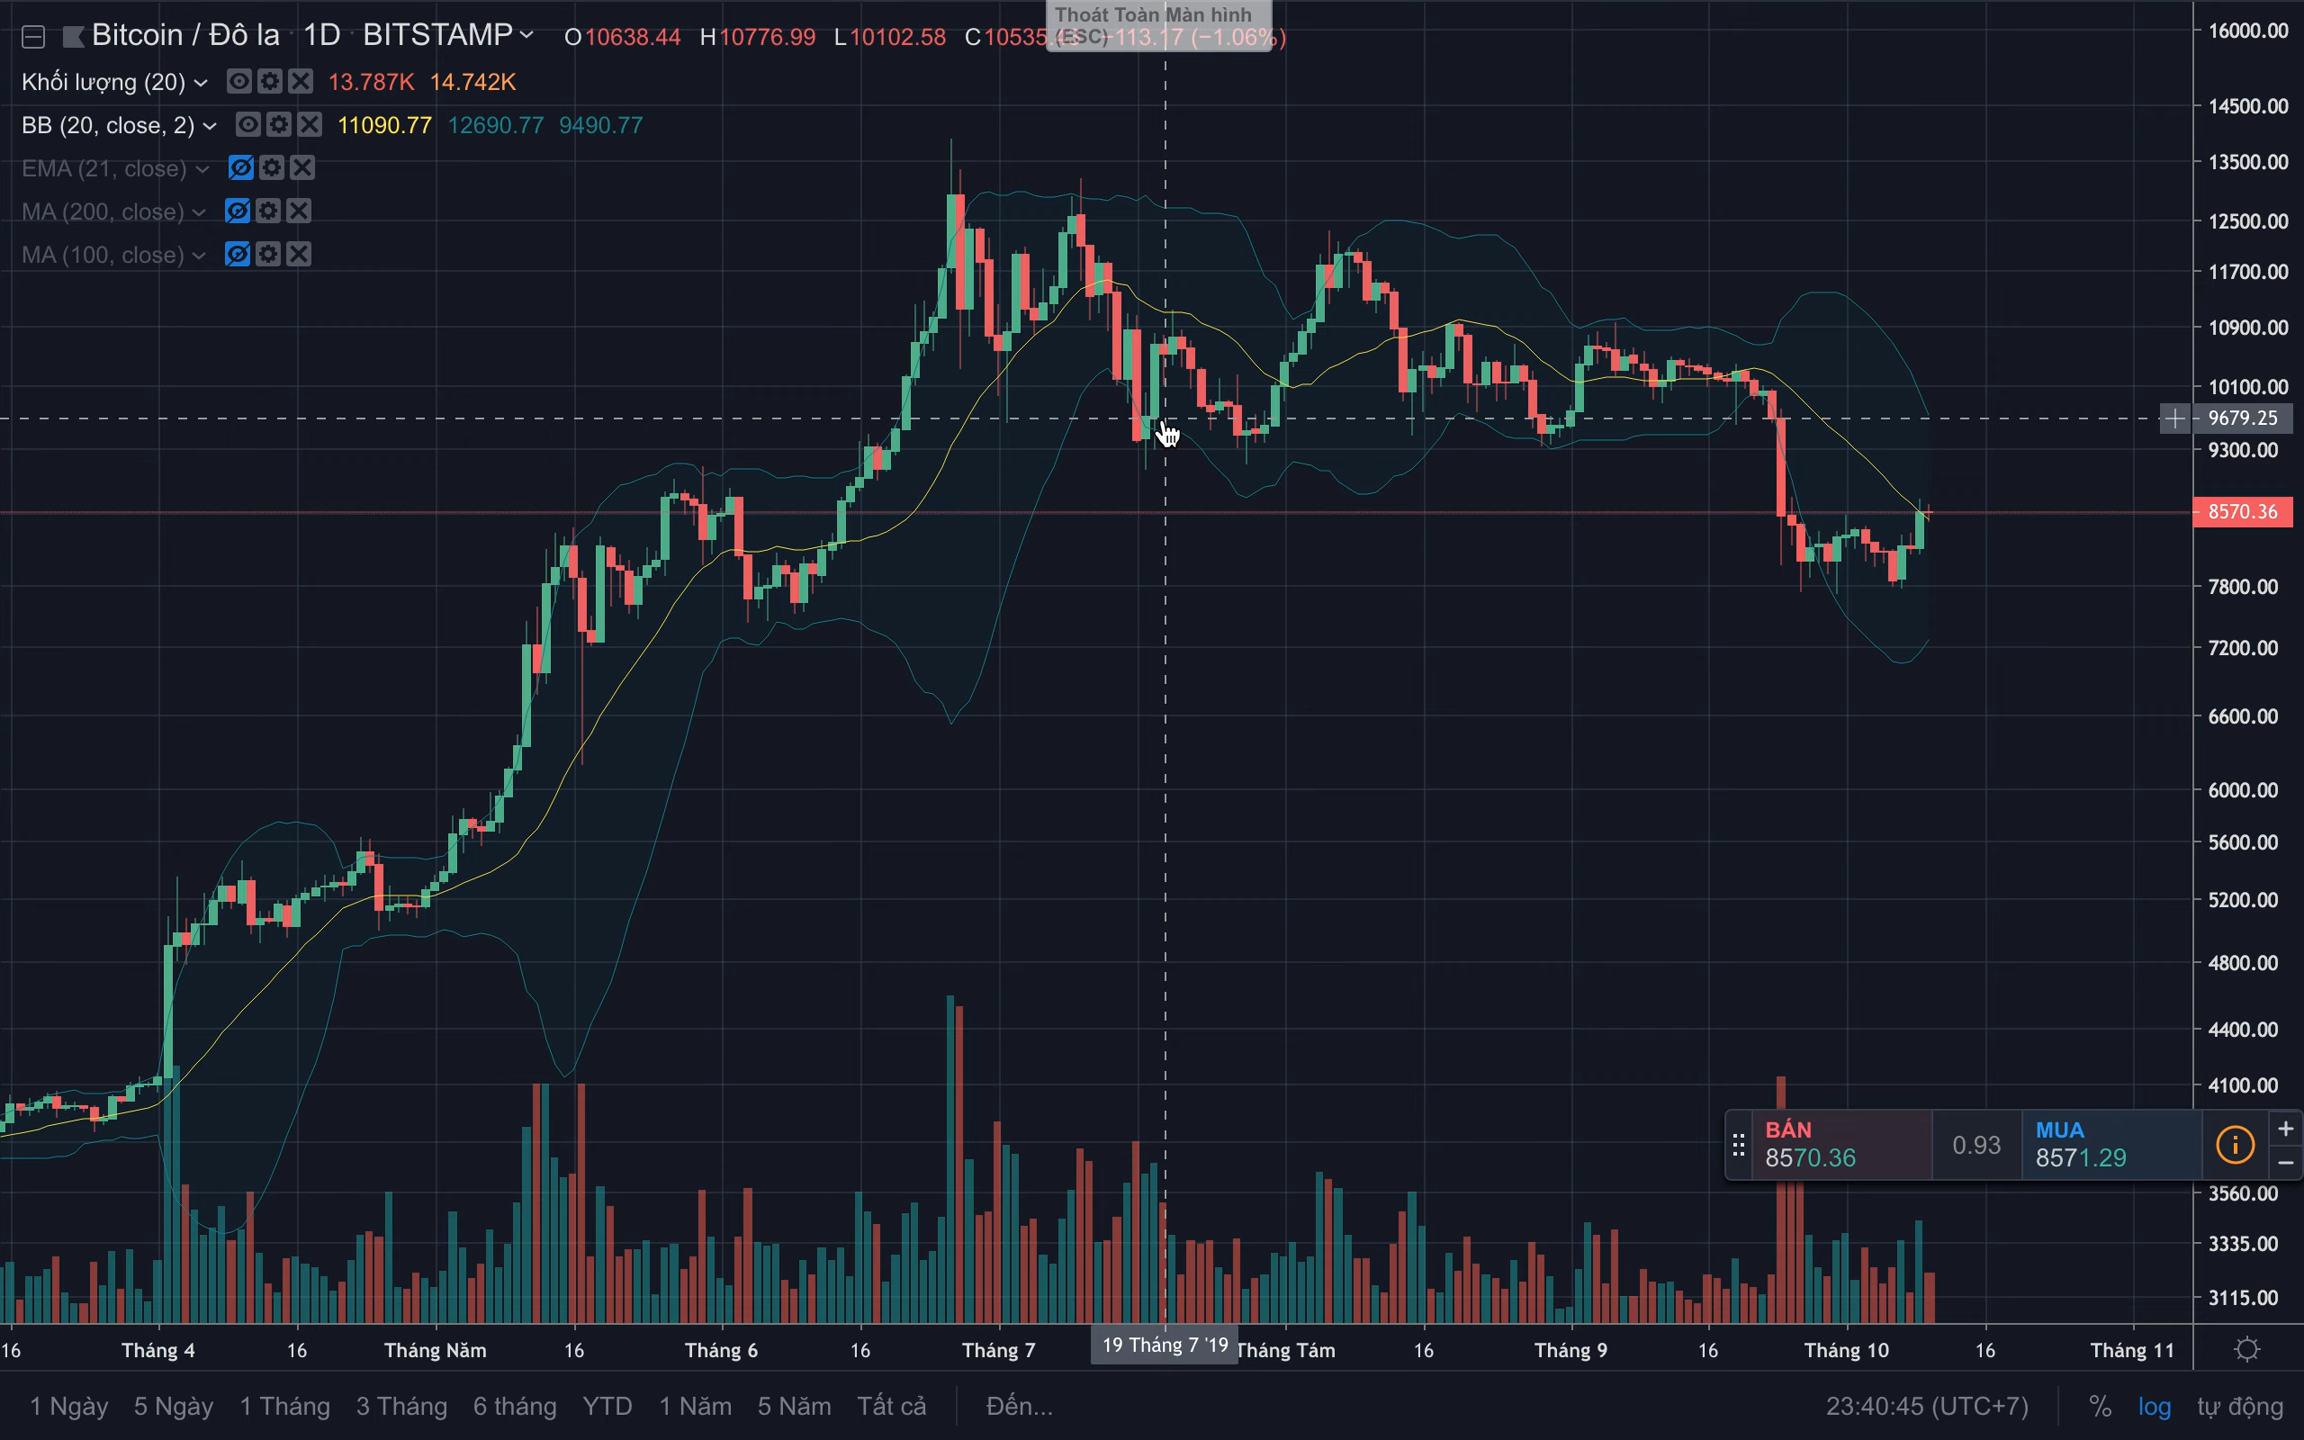 Thoát Toàn Màn hình
(ESC)
Bitcoin / Đô la · 1D · BITSTAMP O10638.44 H10776.99 L10102.58 C10535. −113.17 (−1.06%)
Khối lượng (20) 13.787K 14.742K
BB (20, close, 2) 11090.77 12690.77 9490.77
EMA (21, close)
MA (200, close)
MA (100, close)
16000.00
14500.00
13500.00
12500.00
11700.00
10900.00
10100.00
9679.25
9300.00
8570.36
7800.00
7200.00
6600.00
6000.00
5600.00
5200.00
4800.00
4400.00
4100.00
BÁN
8570.36
0.93
MUA
8571.29
3560.00
3335.00
3115.00
16 Tháng 4 16 Tháng Năm 16 Tháng 6 16 Tháng 7 19 Tháng 7 '19 Tháng Tám 16 Tháng 9 16 Tháng 10 16 Tháng 11
1 Ngày 5 Ngày 1 Tháng 3 Tháng 6 tháng YTD 1 Năm 5 Năm Tất cả Đến... 23:40:45 (UTC+7) % log tự động